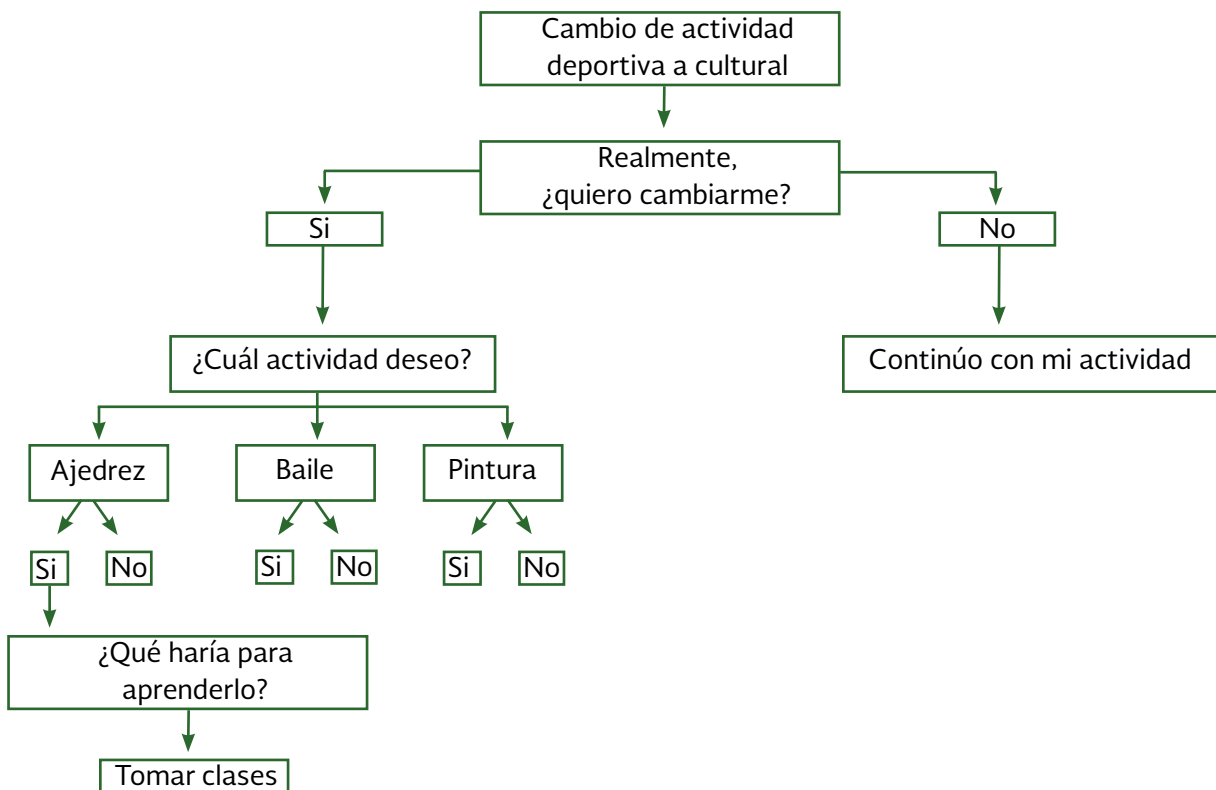 Cambio de actividad
deportiva a cultural
Realmente,
¿quiero cambiarme?
Si
No
¿Cuál actividad deseo?
Continúo con mi actividad
Ajedrez
Baile
Pintura
Si
No
Si
No
Si
No
¿Qué haría para
aprenderlo?
Tomar clases